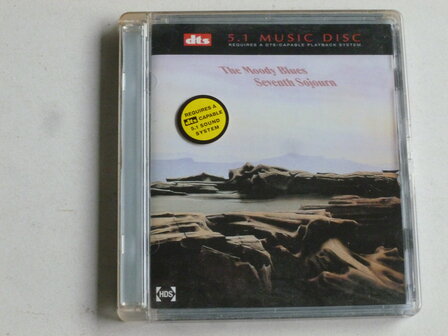 dts 5.1 MUSIC DISC
REQUIRES A DTS-CAPABLE PLAYBACK SYSTEM
The Moody Blues
Seventh Sojourn
REQUIRES A
dts CAPABLE
5.1 SOUND
SYSTEM
HDS